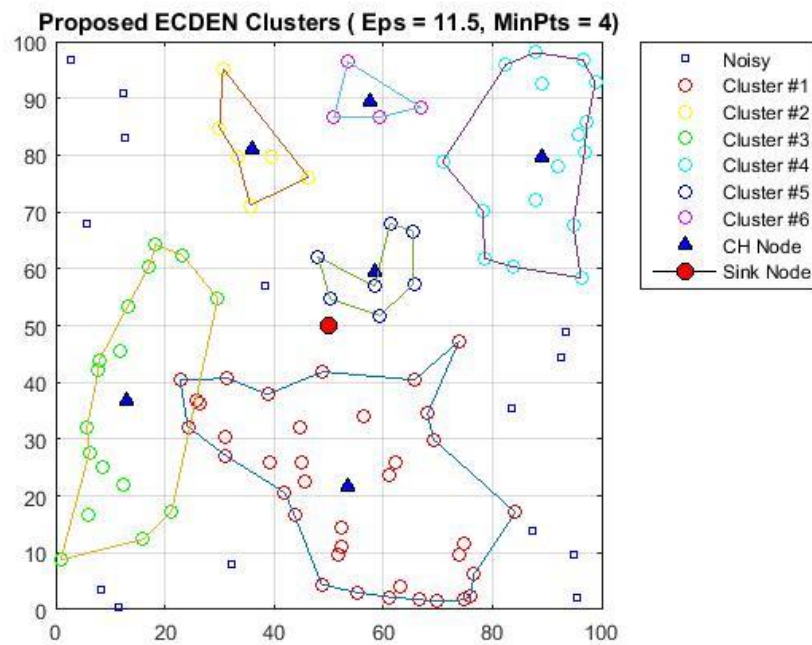 Proposed ECDEN Clusters ( Eps = 11.5, MinPts = 4)
100
90
80
70
60
50
40
30
20
10
0
0 20 40 60 80 100
Noisy
Cluster #1
Cluster #2
Cluster #3
Cluster #4
Cluster #5
Cluster #6
CH Node
Sink Node